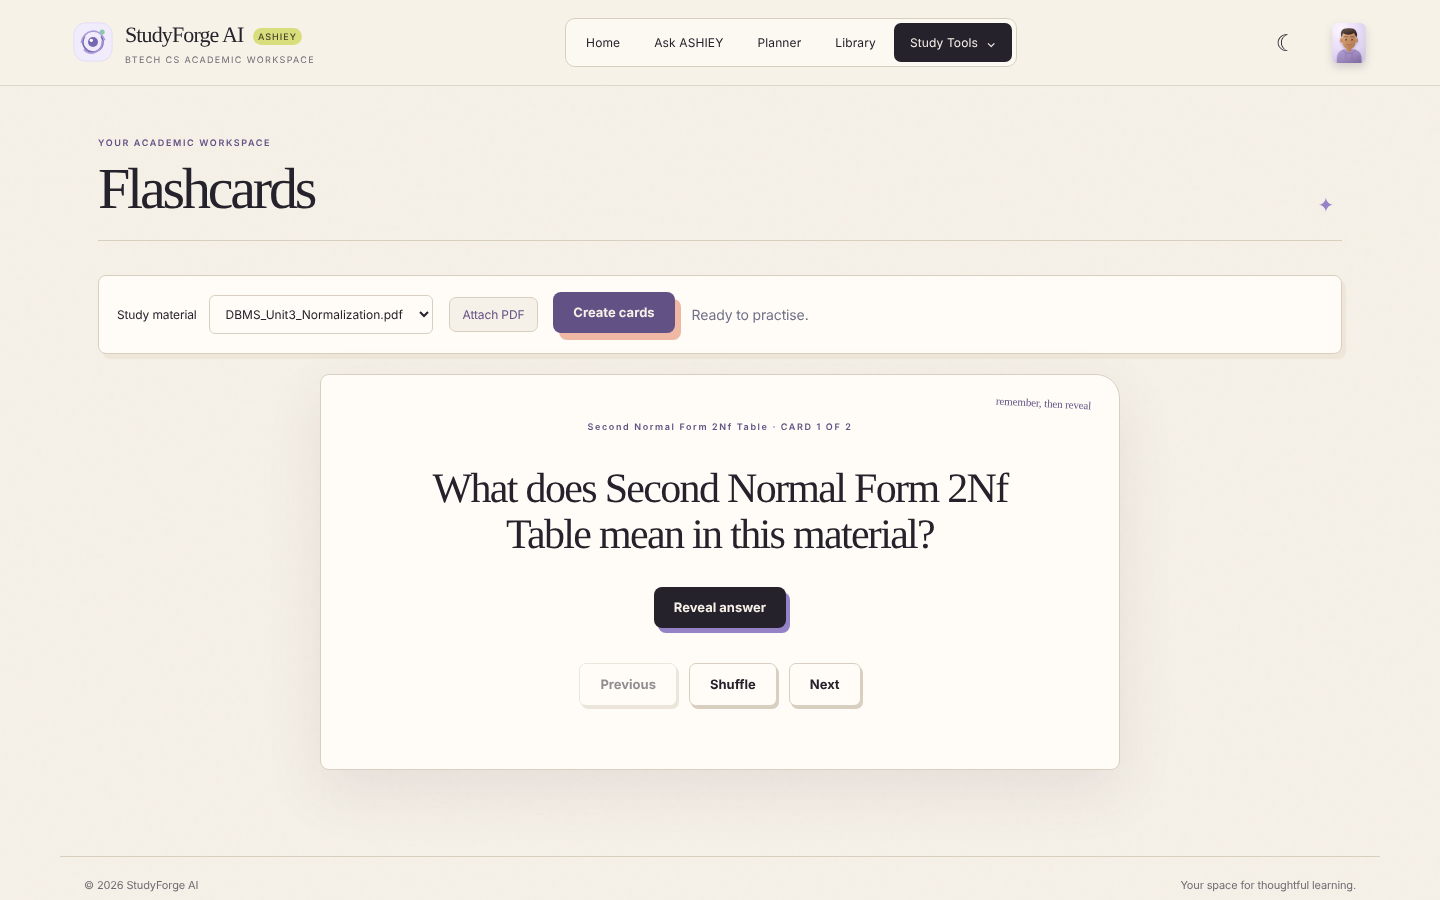 StudyForge AI
ASHIEY
BTECH CS ACADEMIC WORKSPACE
Home
Ask ASHIEY
Planner
Library
Study Tools
YOUR ACADEMIC WORKSPACE
Flashcards
Study material
DBMS_Unit3_Normalization.pdf
Attach PDF
Create cards
Ready to practise.
remember, then reveal
Second Normal Form 2Nf Table · CARD 1 OF 2
What does Second Normal Form 2Nf
Table mean in this material?
Reveal answer
Previous
Shuffle
Next
© 2026 StudyForge AI
Your space for thoughtful learning.